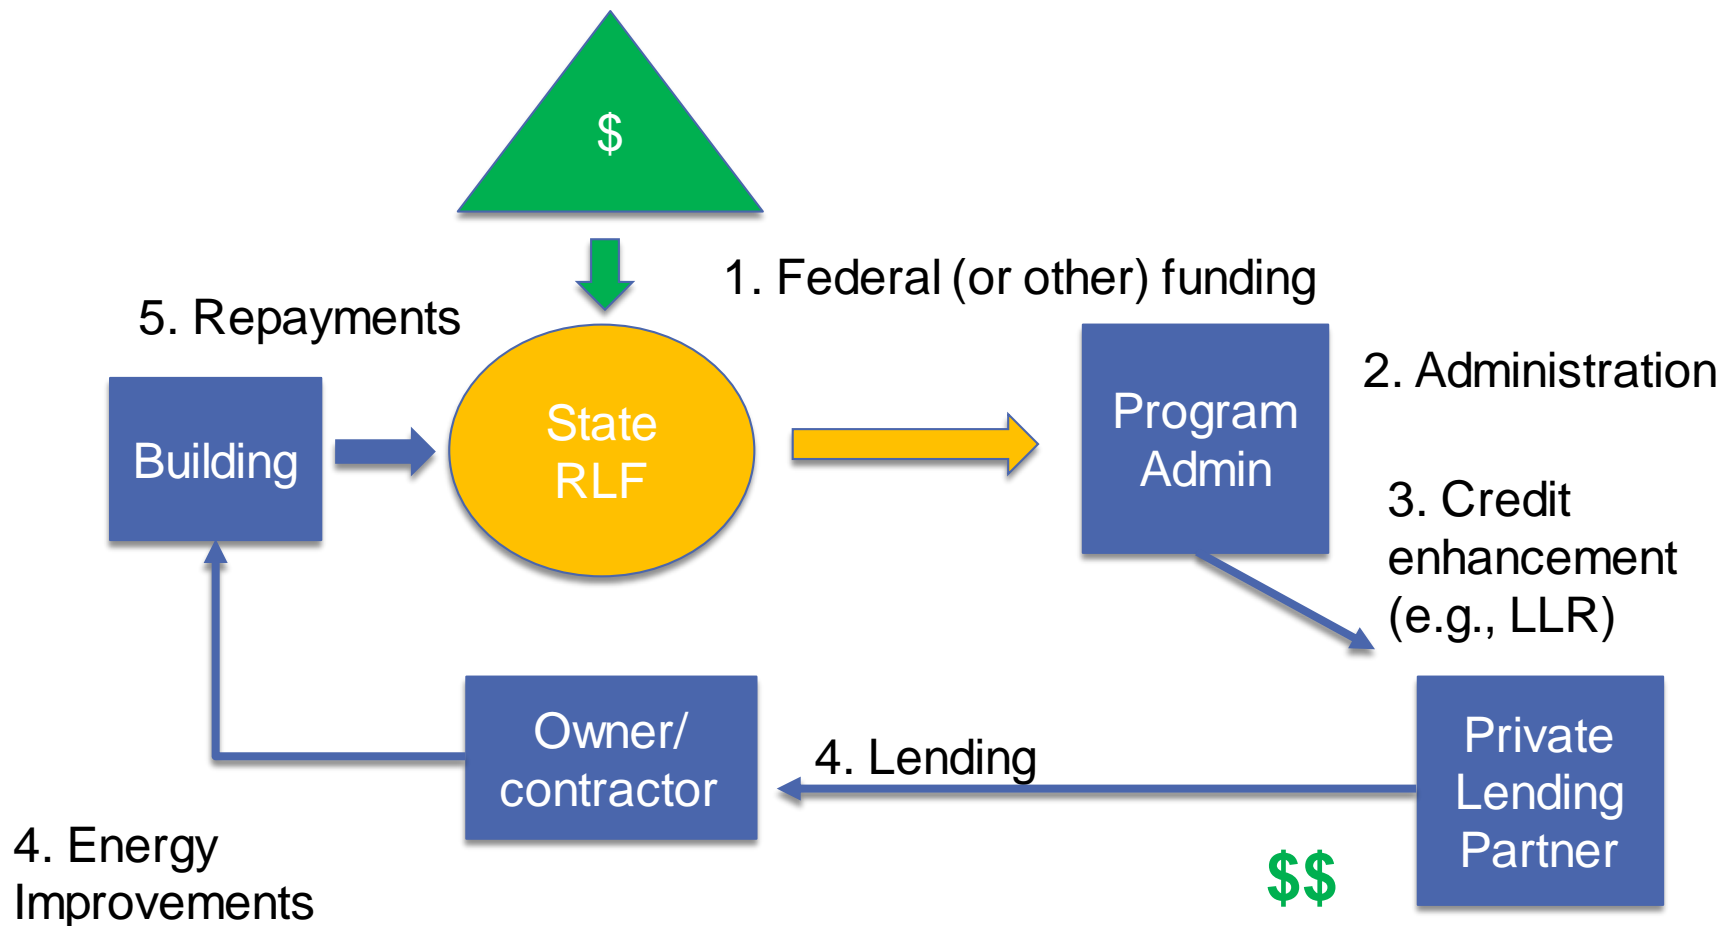 $
1. Federal (or other) funding
5. Repayments
Building
State
RLF
Program
Admin
2. Administration
3. Credit
enhancement
(e.g., LLR)
Owner/
contractor
4. Lending
Private
Lending
Partner
$$
4. Energy
Improvements